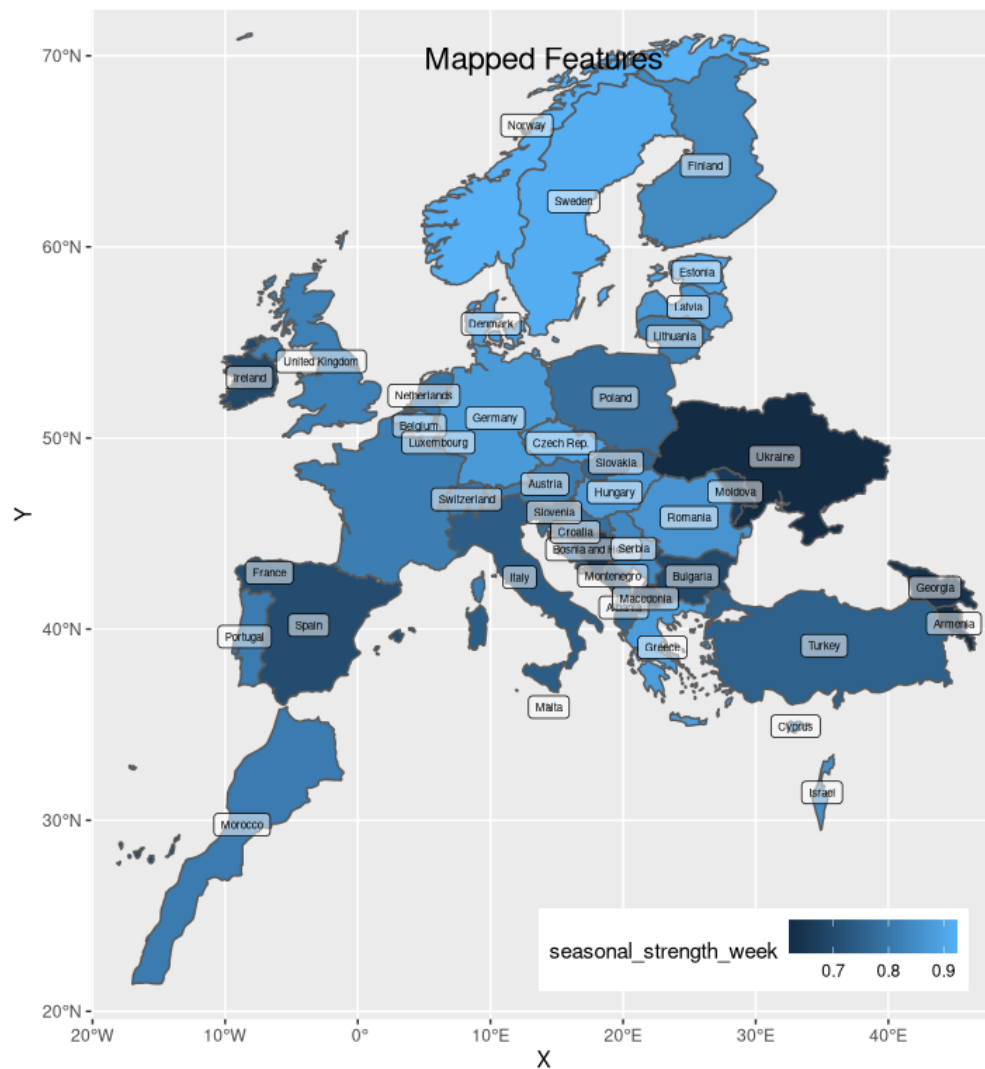 Mapped Features
70°N
60°N
50°N
40°N
30°N
20°N
Y
Norway
Finland
Sweden
Estonia
Latvia
Denmark
Lithuania
United Kingdom
Ireland
Netherlands
Poland
Germany
Belgium
Luxembourg
Czech Rep.
Ukraine
Slovakia
Austria
Hungary
Moldova
Switzerland
Slovenia
Romania
Croatia
Bosnia and H
Serbia
France
Italy
Montenegro
Bulgaria
Georgia
Macedonia
Spain
Armenia
Portugal
Greece
Turkey
Malta
Cyprus
Israel
Morocco
seasonal_strength_week
0.7 0.8 0.9
20°W 10°W 0° 10°E 20°E 30°E 40°E
X